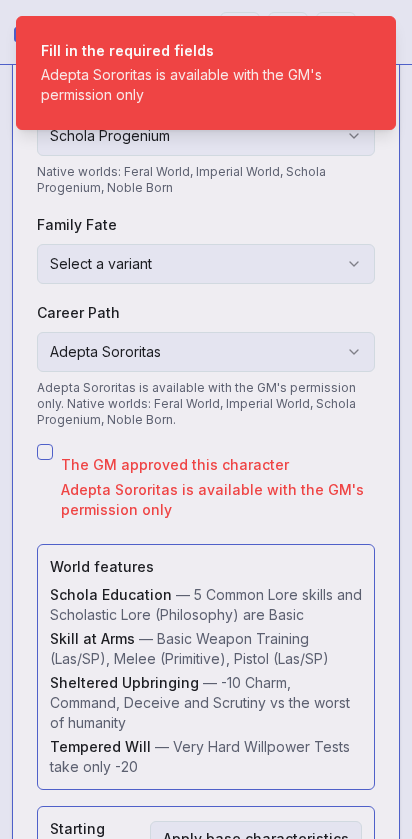 Fill in the required fields
Adepta Sororitas is available with the GM's
permission only
Schola Progenium
Native worlds: Feral World, Imperial World, Schola
Progenium, Noble Born
Family Fate
Select a variant
Career Path
Adepta Sororitas
Adepta Sororitas is available with the GM's permission
only. Native worlds: Feral World, Imperial World, Schola
Progenium, Noble Born.
The GM approved this character
Adepta Sororitas is available with the GM's
permission only
World features
Schola Education — 5 Common Lore skills and
Scholastic Lore (Philosophy) are Basic
Skill at Arms — Basic Weapon Training
(Las/SP), Melee (Primitive), Pistol (Las/SP)
Sheltered Upbringing — -10 Charm,
Command, Deceive and Scrutiny vs the worst
of humanity
Tempered Will — Very Hard Willpower Tests
take only -20
Starting
Apply base characteristics